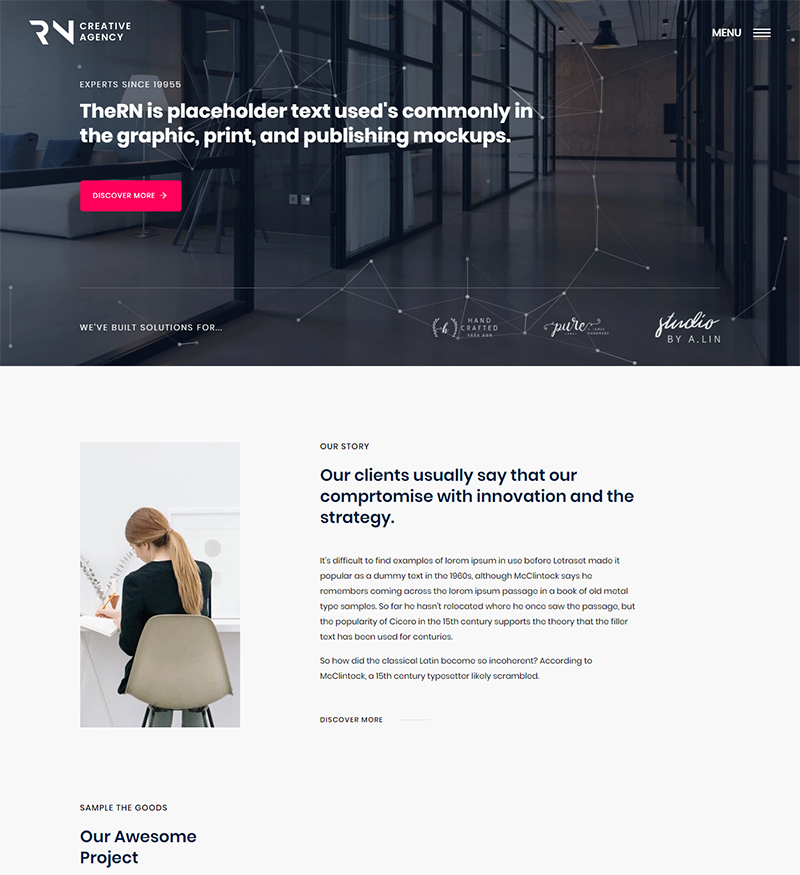 RN CREATIVE
AGENCY
MENU
EXPERTS SINCE 19955
TheRN is placeholder text used's commonly in
the graphic, print, and publishing mockups.
DISCOVER MORE →
WE'VE BUILT SOLUTIONS FOR...
h HAND
CRAFTED
pure
studio
BY A.LIN
OUR STORY
Our clients usually say that our
comprtomise with innovation and the
strategy.
It's difficult to find examples of lorem ipsum in use before Letraset made it
popular as a dummy text in the 1960s, although McClintock says he
remembers coming across the lorem ipsum passage in a book of old metal
type samples. So far he hasn't relocated where he once saw the passage, but
the popularity of Cicero in the 15th century supports the theory that the filler
text has been used for centuries.
So how did the classical Latin become so incoherent? According to
McClintock, a 15th century typesetter likely scrambled.
DISCOVER MORE
SAMPLE THE GOODS
Our Awesome
Project